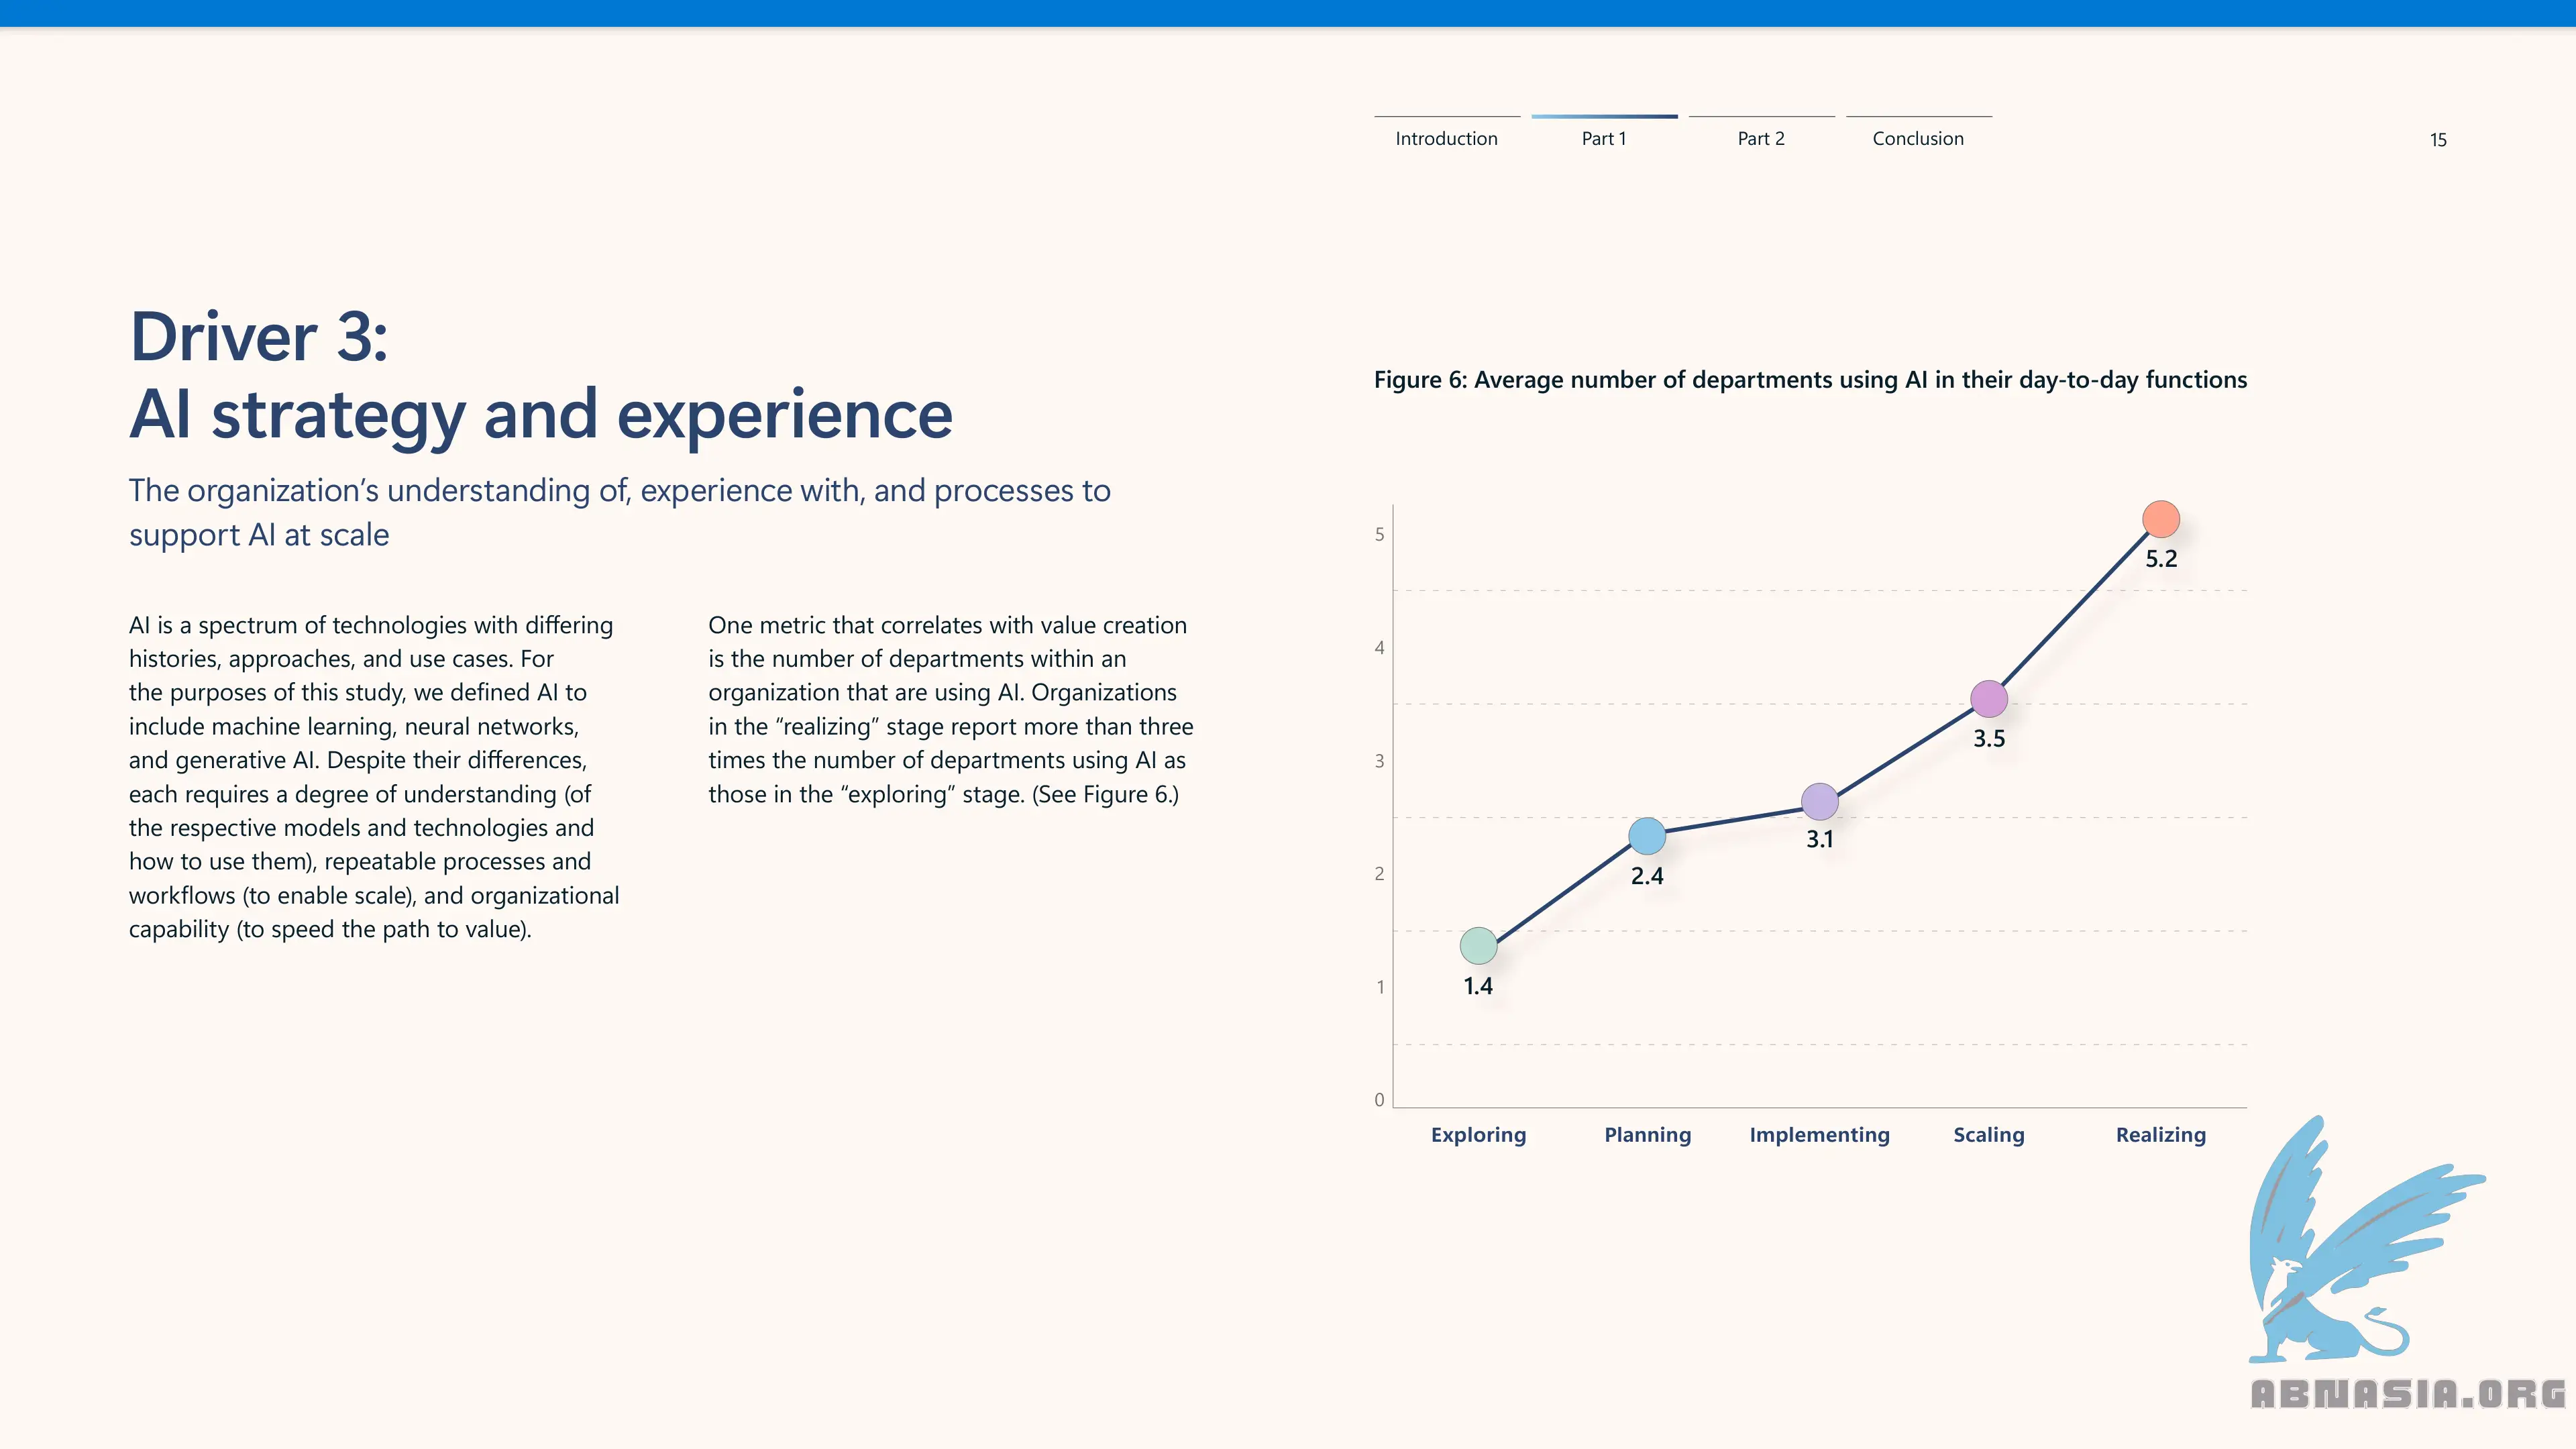 Introduction
Part 1
Part 2
Conclusion
15
Driver 3:
AI strategy and experience
The organization’s understanding of, experience with, and processes to
support AI at scale
AI is a spectrum of technologies with differing
histories, approaches, and use cases. For
the purposes of this study, we defined AI to
include machine learning, neural networks,
and generative AI. Despite their differences,
each requires a degree of understanding (of
the respective models and technologies and
how to use them), repeatable processes and
workflows (to enable scale), and organizational
capability (to speed the path to value).
One metric that correlates with value creation
is the number of departments within an
organization that are using AI. Organizations
in the “realizing” stage report more than three
times the number of departments using AI as
those in the “exploring” stage. (See Figure 6.)
Figure 6: Average number of departments using AI in their day-to-day functions
5
4
3
2
1
0
1.4
2.4
3.1
3.5
5.2
Exploring
Planning
Implementing
Scaling
Realizing
ABNASIA.ORG